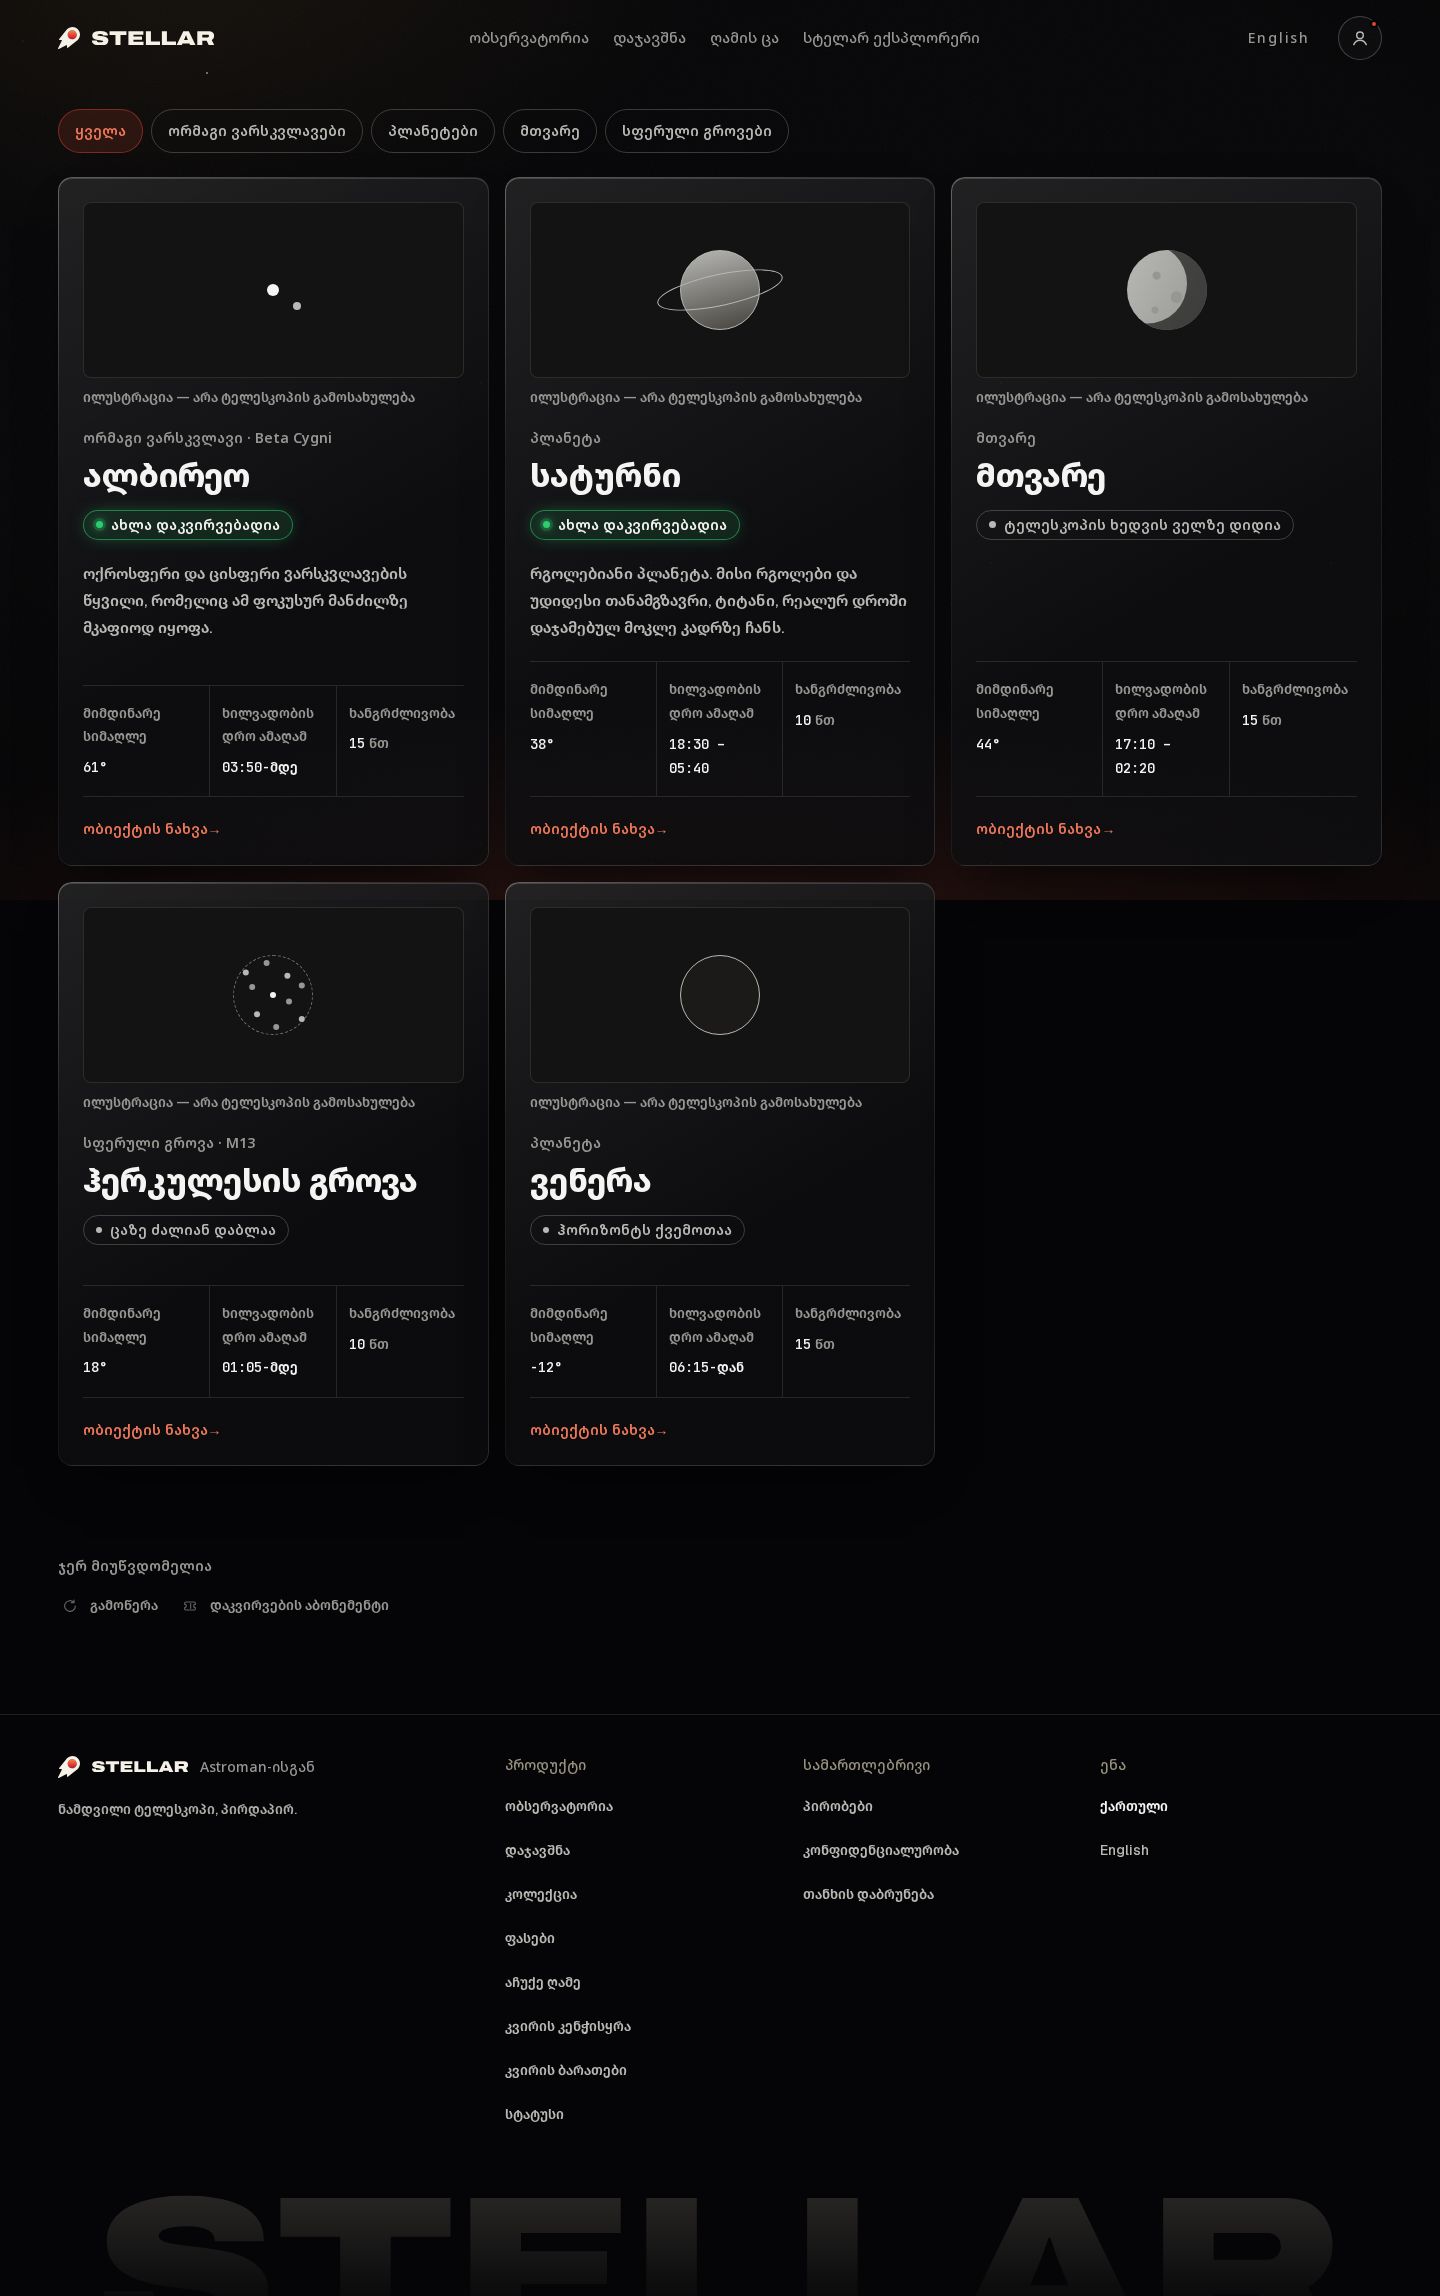 STELLAR
ობსერვატორია დაჯავშნა ღამის ცა სტელარ ექსპლორერი
English
ყველა ორმაგი ვარსკვლავები პლანეტები მთვარე სფერული გროვები
ილუსტრაცია — არა ტელესკოპის გამოსახულება
ორმაგი ვარსკვლავი · Beta Cygni
ალბირეო
ახლა დაკვირვებადია
ოქროსფერი და ცისფერი ვარსკვლავების
წყვილი, რომელიც ამ ფოკუსურ მანძილზე
მკაფიოდ იყოფა.
მიმდინარე
სიმაღლე
61°
ხილვადობის
დრო ამაღამ
03:50-მდე
ხანგრძლივობა
15 წთ
ობიექტის ნახვა→
ილუსტრაცია — არა ტელესკოპის გამოსახულება
პლანეტა
სატურნი
ახლა დაკვირვებადია
რგოლებიანი პლანეტა. მისი რგოლები და
უდიდესი თანამგზავრი, ტიტანი, რეალურ დროში
დაჯამებულ მოკლე კადრზე ჩანს.
მიმდინარე
სიმაღლე
38°
ხილვადობის
დრო ამაღამ
18:30 –
05:40
ხანგრძლივობა
10 წთ
ობიექტის ნახვა→
ილუსტრაცია — არა ტელესკოპის გამოსახულება
მთვარე
მთვარე
ტელესკოპის ხედვის ველზე დიდია
მიმდინარე
სიმაღლე
44°
ხილვადობის
დრო ამაღამ
17:10 –
02:20
ხანგრძლივობა
15 წთ
ობიექტის ნახვა→
ილუსტრაცია — არა ტელესკოპის გამოსახულება
სფერული გროვა · M13
ჰერკულესის გროვა
ცაზე ძალიან დაბლაა
მიმდინარე
სიმაღლე
18°
ხილვადობის
დრო ამაღამ
01:05-მდე
ხანგრძლივობა
10 წთ
ობიექტის ნახვა→
ილუსტრაცია — არა ტელესკოპის გამოსახულება
პლანეტა
ვენერა
ჰორიზონტს ქვემოთაა
მიმდინარე
სიმაღლე
-12°
ხილვადობის
დრო ამაღამ
06:15-დან
ხანგრძლივობა
15 წთ
ობიექტის ნახვა→
ჯერ მიუწვდომელია
გამოწერა დაკვირვების აბონემენტი
STELLAR Astroman-ისგან
ნამდვილი ტელესკოპი, პირდაპირ.
პროდუქტი
ობსერვატორია
დაჯავშნა
კოლექცია
ფასები
აჩუქე ღამე
კვირის კენჭისყრა
კვირის ბარათები
სტატუსი
სამართლებრივი
პირობები
კონფიდენციალურობა
თანხის დაბრუნება
ენა
ქართული
English
STELLAR